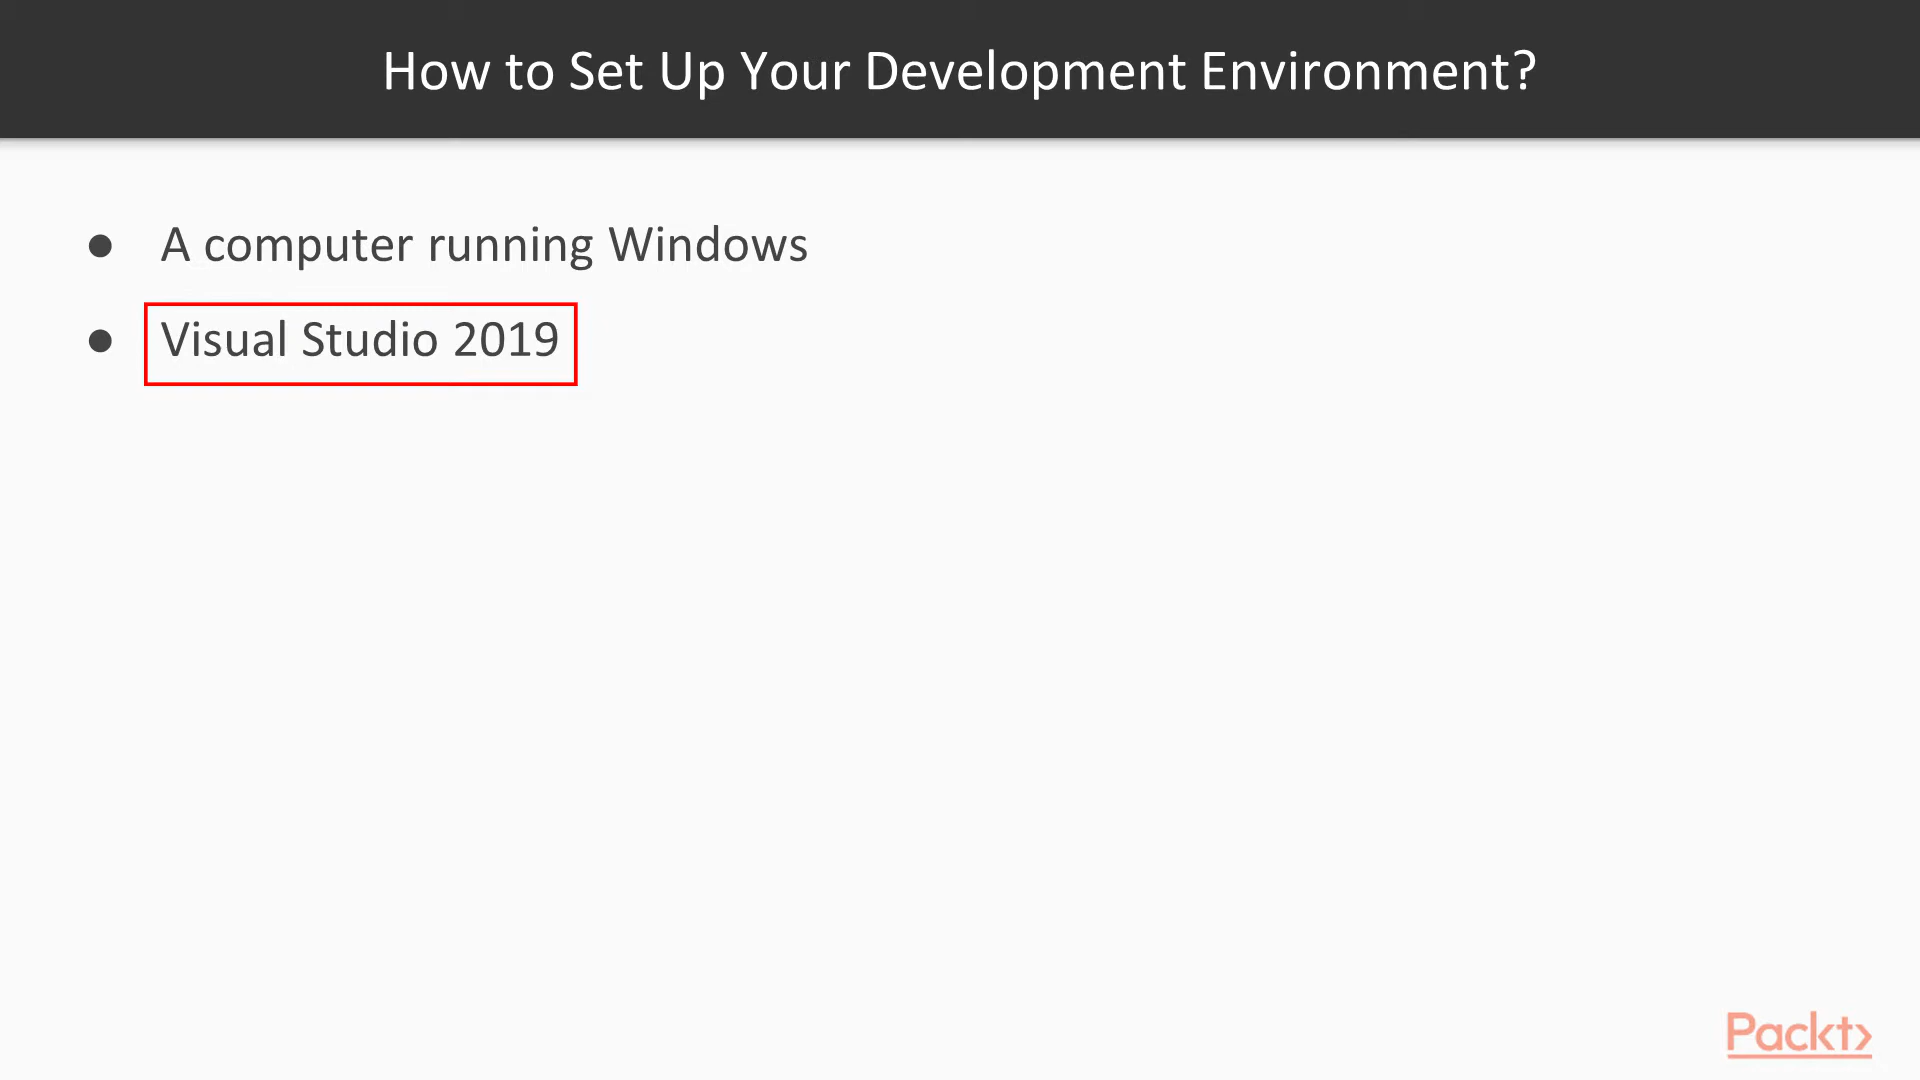 How to Set Up Your Development Environment?
● A computer running Windows
● Visual Studio 2019
Packt>